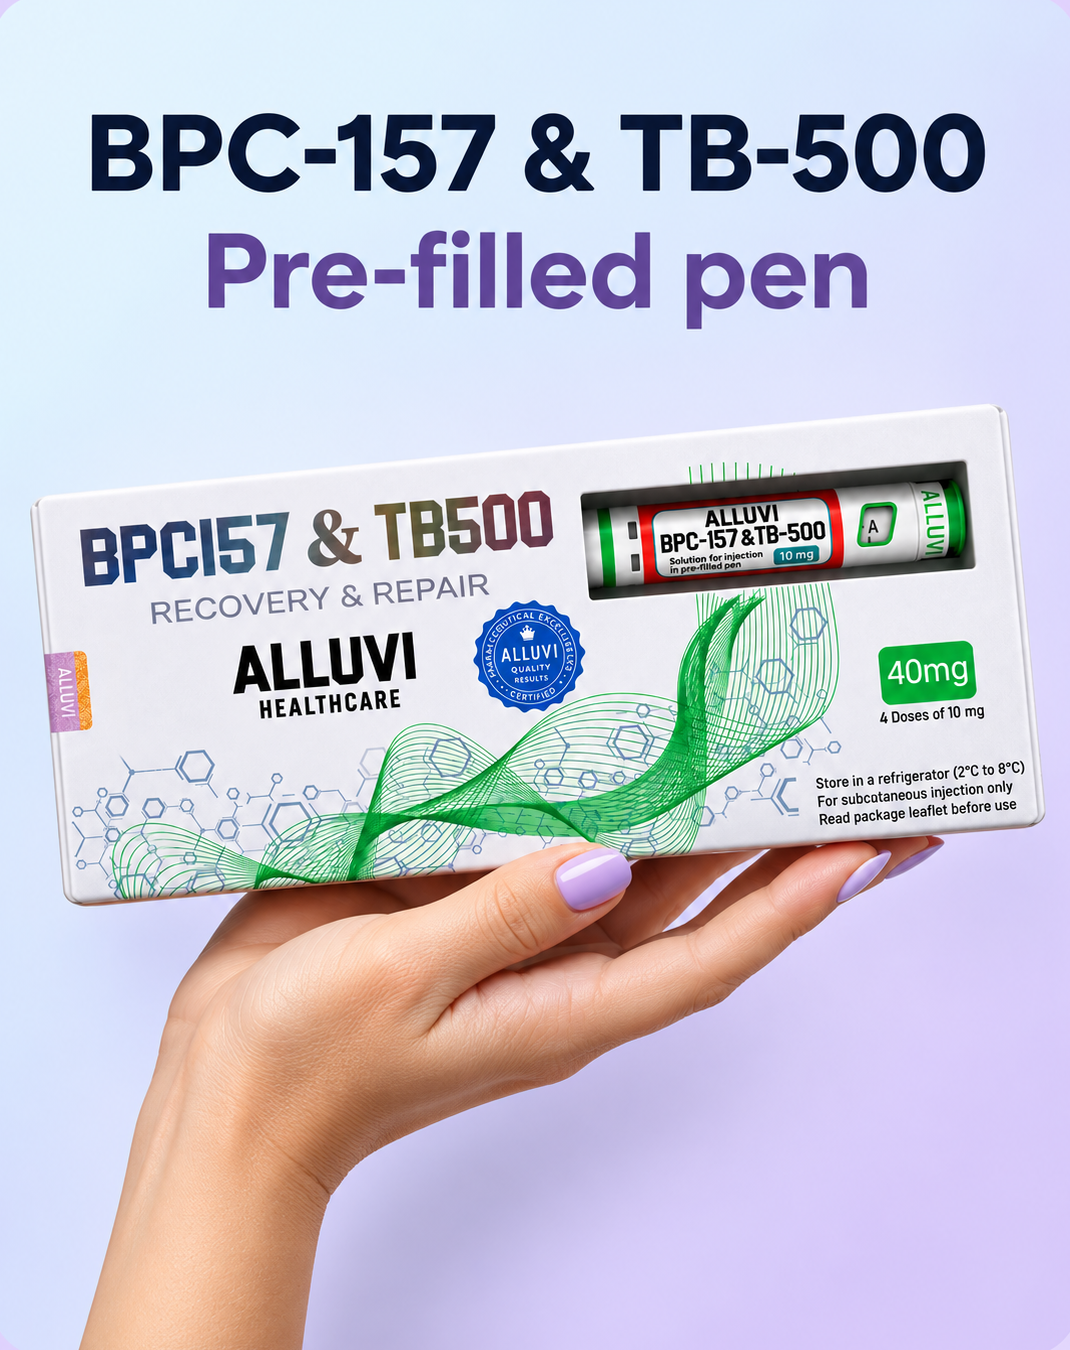 BPC-157 & TB-500
Pre-filled pen
BPC157 & TB500
RECOVERY & REPAIR
ALLUVI
HEALTHCARE
ALLUVI
QUALITY
RESULTS
CERTIFIED
ALLUVI
ALLUVI
BPC-157 & TB-500
Solution for injection
in pre-filled pen
10 mg
A
ALLUVI
40mg
4 Doses of 10 mg
Store in a refrigerator (2°C to 8°C)
For subcutaneous injection only
Read package leaflet before use